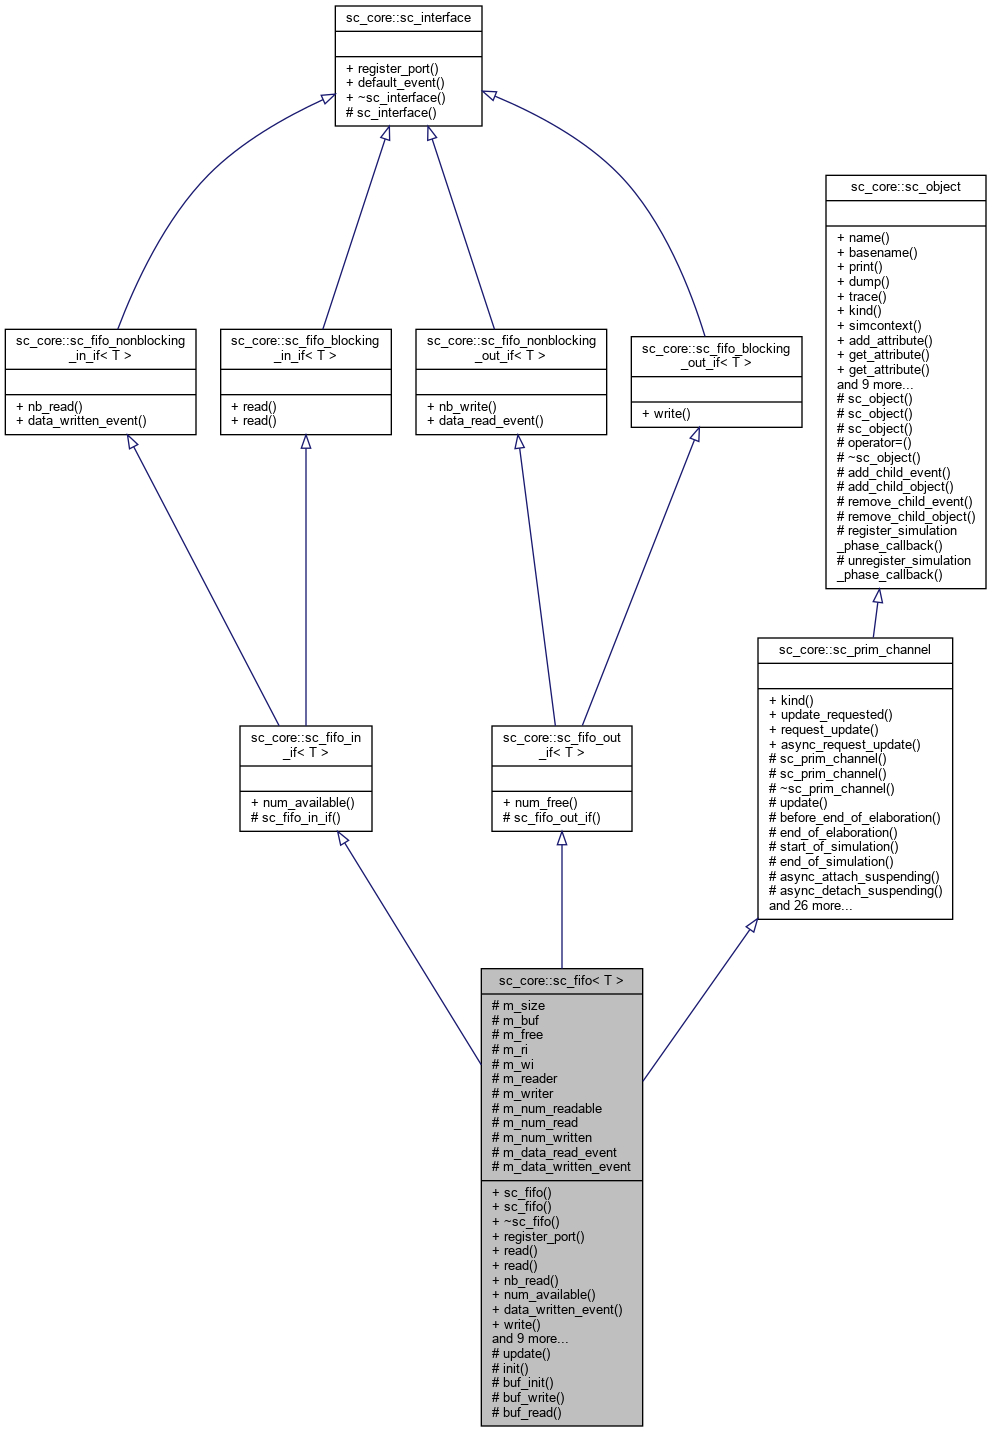 sc_core::sc_interface
+ register_port()
+ default_event()
+ ~sc_interface()
# sc_interface()
sc_core::sc_object
+ name()
+ basename()
+ print()
+ dump()
+ trace()
+ kind()
+ simcontext()
+ add_attribute()
+ get_attribute()
+ get_attribute()
and 9 more...
# sc_object()
# sc_object()
# sc_object()
# operator=()
# ~sc_object()
# add_child_event()
# add_child_object()
# remove_child_event()
# remove_child_object()
# register_simulation
_phase_callback()
# unregister_simulation
_phase_callback()
sc_core::sc_fifo_nonblocking
_in_if< T >
+ nb_read()
+ data_written_event()
sc_core::sc_fifo_blocking
_in_if< T >
+ read()
+ read()
sc_core::sc_fifo_nonblocking
_out_if< T >
+ nb_write()
+ data_read_event()
sc_core::sc_fifo_blocking
_out_if< T >
+ write()
sc_core::sc_prim_channel
+ kind()
+ update_requested()
+ request_update()
+ async_request_update()
# sc_prim_channel()
# sc_prim_channel()
# ~sc_prim_channel()
# update()
# before_end_of_elaboration()
# end_of_elaboration()
# start_of_simulation()
# end_of_simulation()
# async_attach_suspending()
# async_detach_suspending()
and 26 more...
sc_core::sc_fifo_in
_if< T >
+ num_available()
# sc_fifo_in_if()
sc_core::sc_fifo_out
_if< T >
+ num_free()
# sc_fifo_out_if()
sc_core::sc_fifo< T >
# m_size
# m_buf
# m_free
# m_ri
# m_wi
# m_reader
# m_writer
# m_num_readable
# m_num_read
# m_num_written
# m_data_read_event
# m_data_written_event
+ sc_fifo()
+ sc_fifo()
+ ~sc_fifo()
+ register_port()
+ read()
+ read()
+ nb_read()
+ num_available()
+ data_written_event()
+ write()
and 9 more...
# update()
# init()
# buf_init()
# buf_write()
# buf_read()